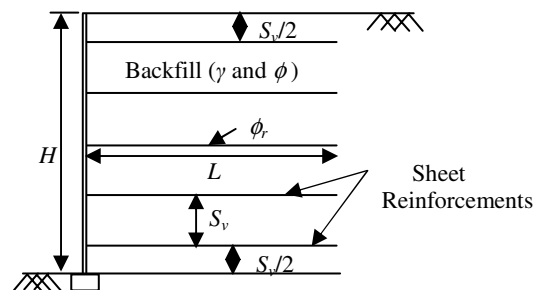 Sᵥ/2
Backfill (γ and ϕ)
ϕᵣ
H
L
Sheet
Reinforcements
Sᵥ
Sᵥ/2